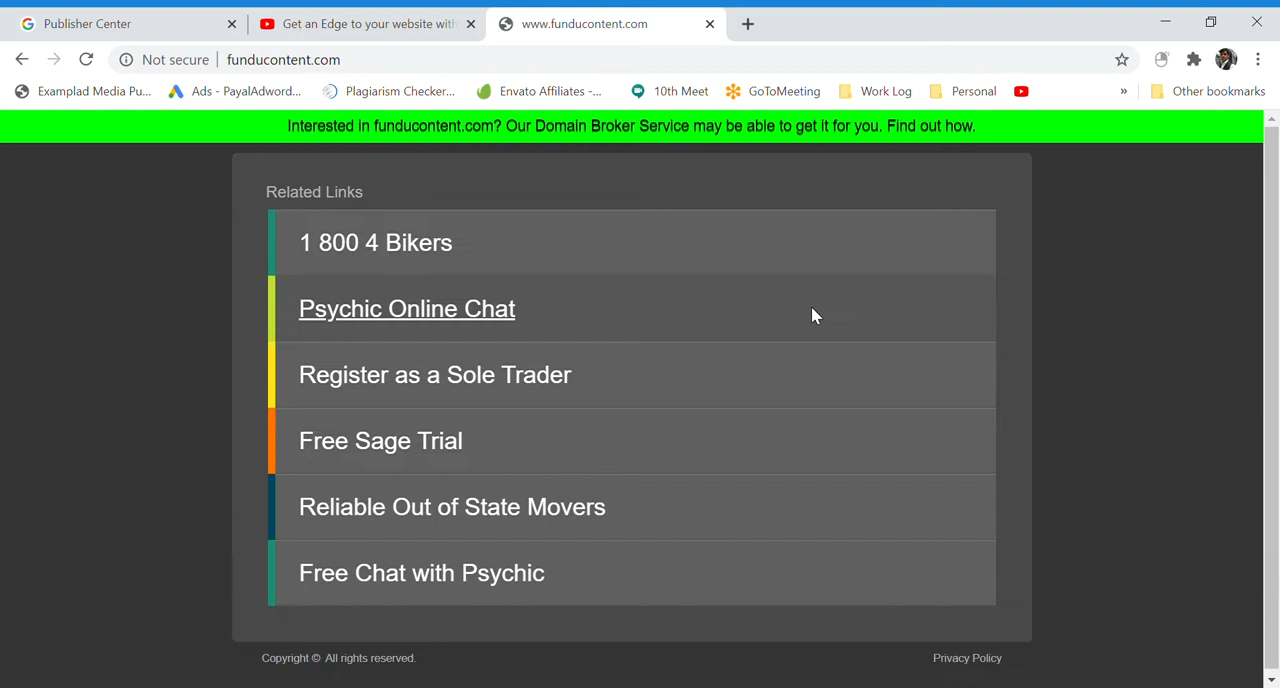 Publisher Center
Get an Edge to your website with
www.funducontent.com
Not secure
funducontent.com
Examplad Media Pu...
Ads - PayalAdword...
Plagiarism Checker...
Envato Affiliates -...
10th Meet
GoToMeeting
Work Log
Personal
»
Other bookmarks
Interested in funducontent.com? Our Domain Broker Service may be able to get it for you. Find out how.
Related Links
1 800 4 Bikers
Psychic Online Chat
Register as a Sole Trader
Free Sage Trial
Reliable Out of State Movers
Free Chat with Psychic
Copyright © All rights reserved.
Privacy Policy